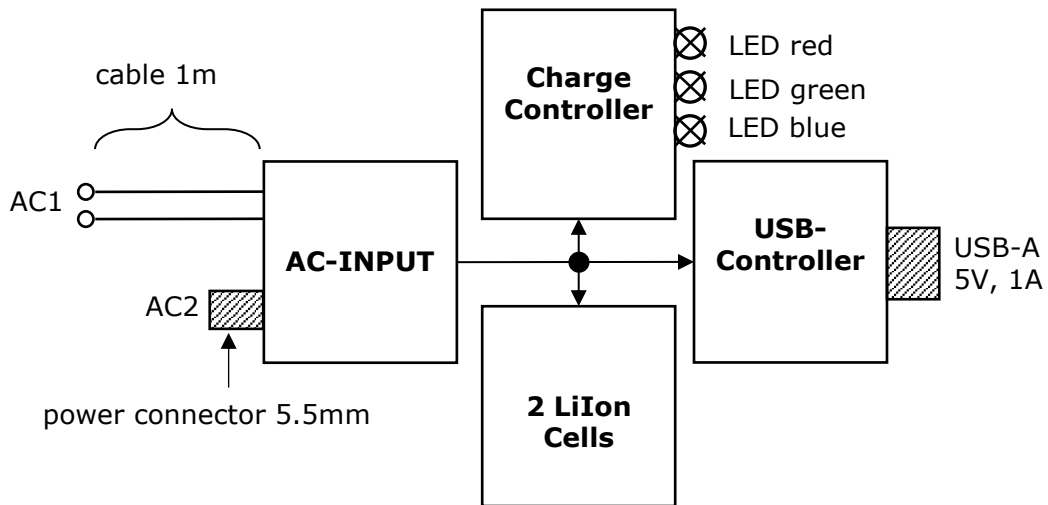 cable 1m
AC1
AC2
power connector 5.5mm
AC-INPUT
Charge
Controller
LED red
LED green
LED blue
2 LiIon
Cells
USB-
Controller
USB-A
5V, 1A